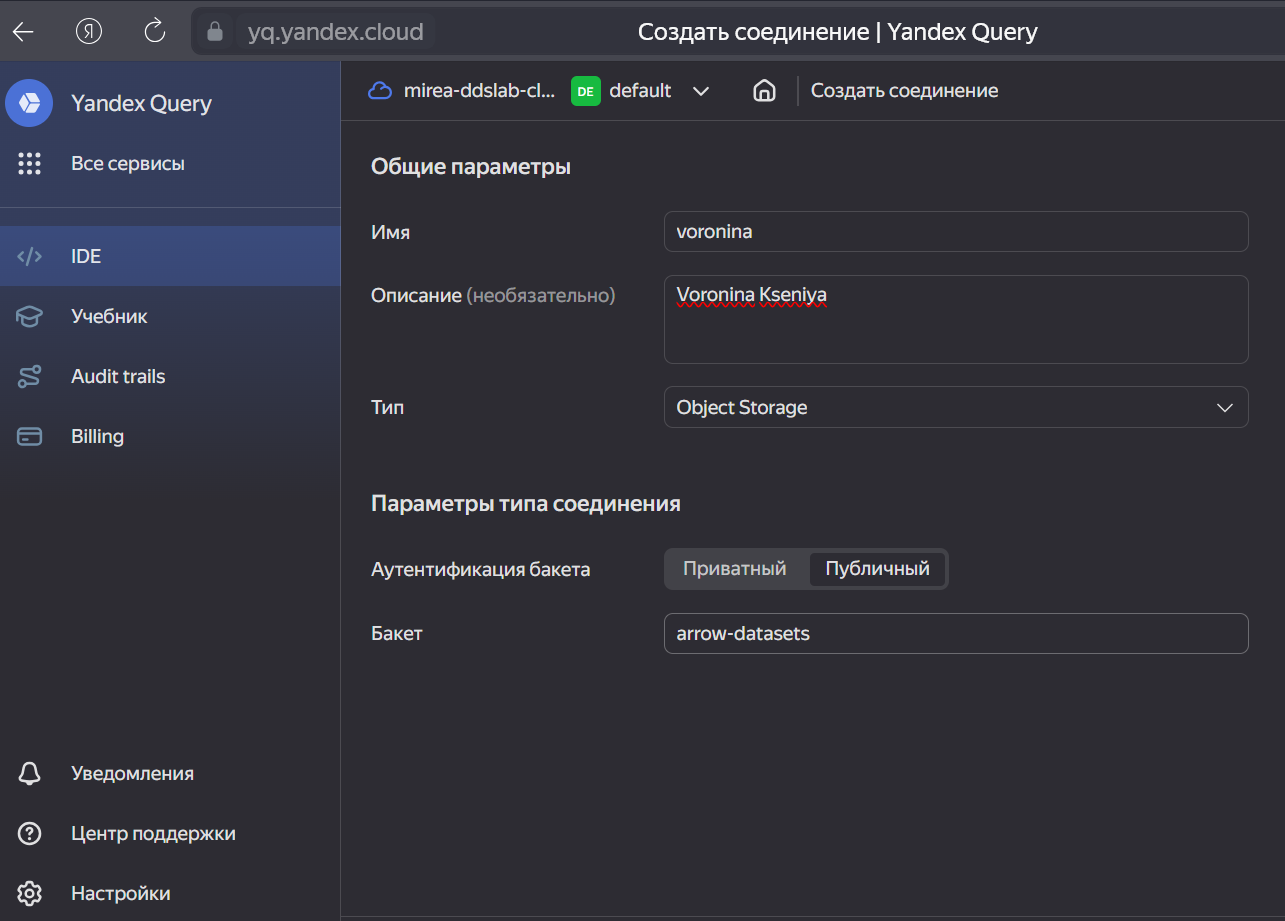 Я yq.yandex.cloud Создать соединение | Yandex Query
Yandex Query
Все сервисы
IDE
Учебник
Audit trails
Billing
Уведомления
Центр поддержки
Настройки
mirea-ddslab-cl... DE default Создать соединение
Общие параметры
Имя voronina
Описание (необязательно) Voronina Kseniya
Тип Object Storage
Параметры типа соединения
Аутентификация бакета Приватный Публичный
Бакет arrow-datasets